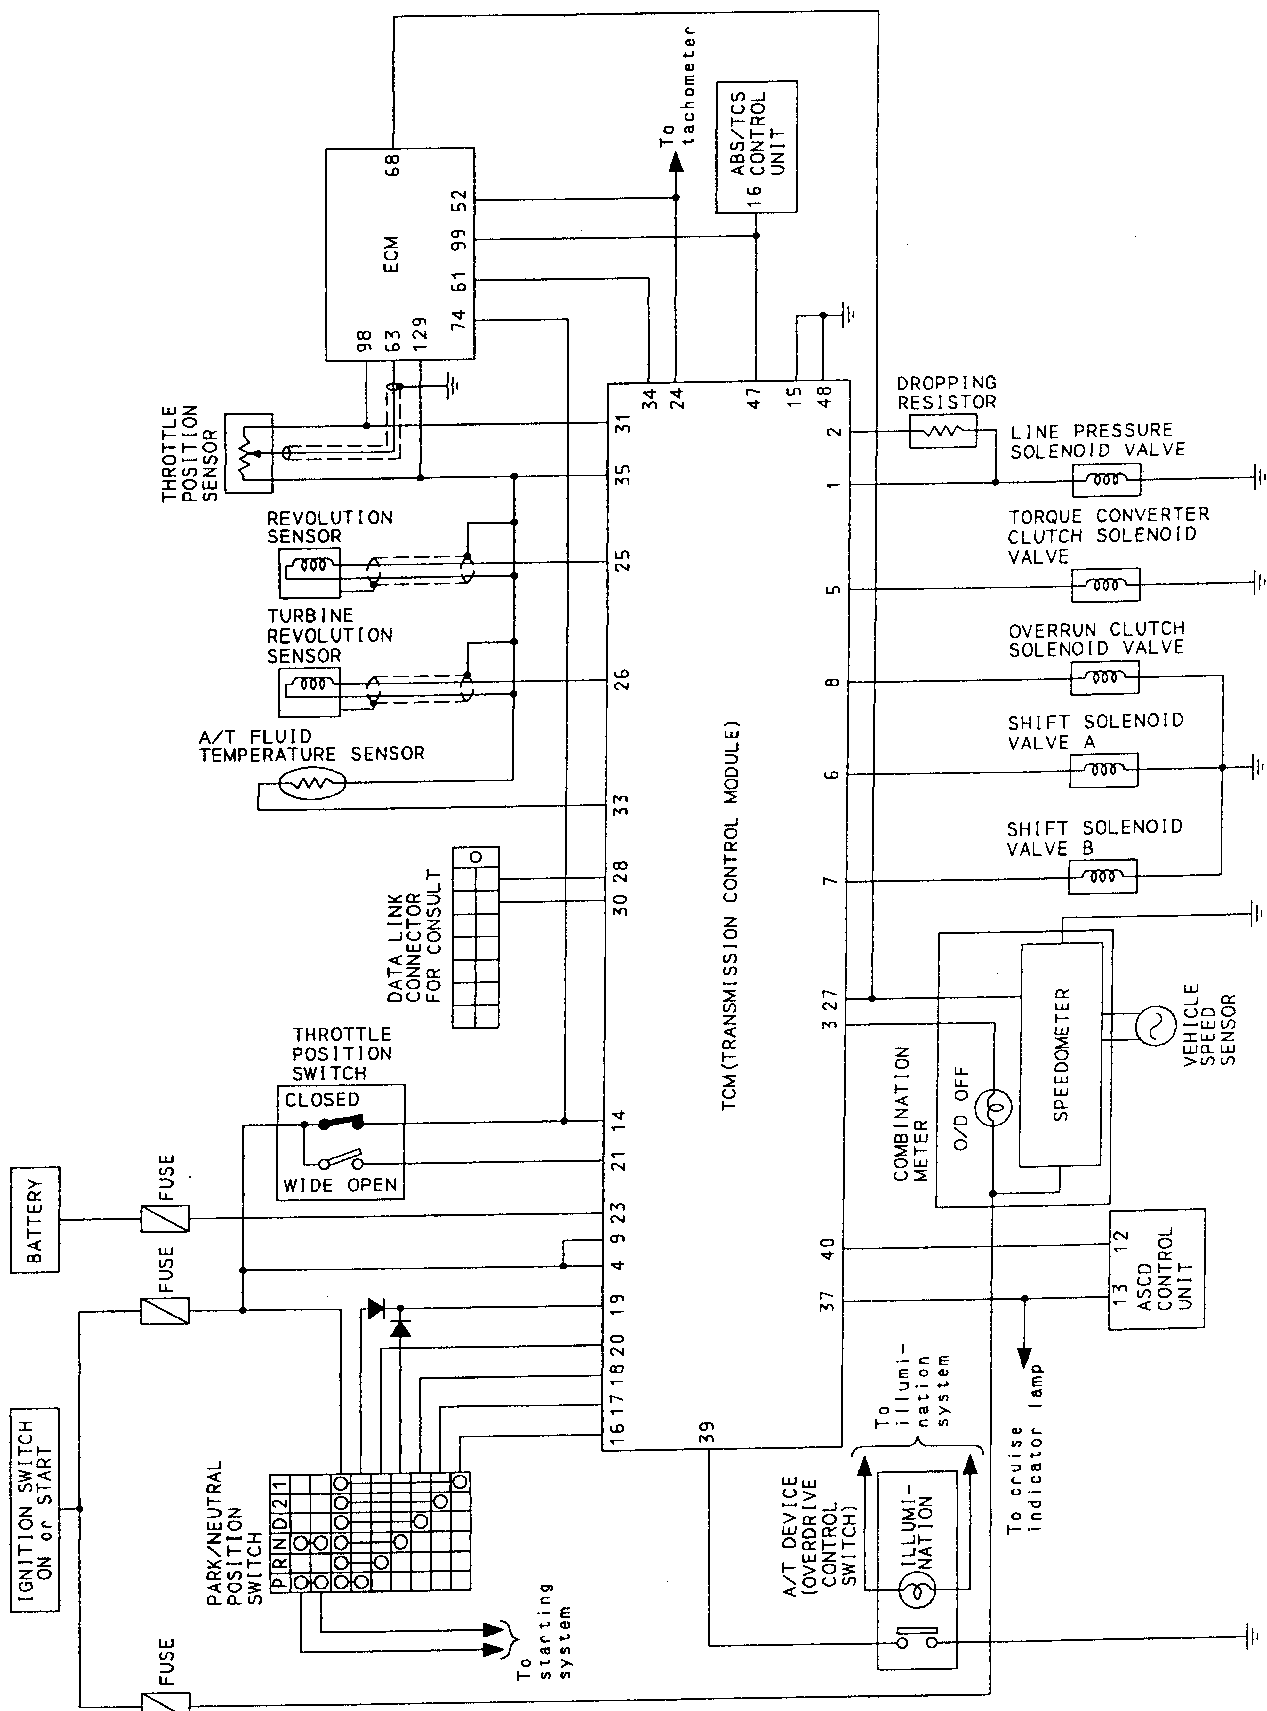 68
ECM
52
99
61
74
98
63
129
To
tachometer
ABS/TCS
16 CONTROL
UNIT
THROTTLE
POSITION
SENSOR
REVOLUTION
SENSOR
TURBINE
REVOLUTION
SENSOR
A/T FLUID
TEMPERATURE SENSOR
DATA LINK
CONNECTOR
FOR CONSULT
THROTTLE
POSITION
SWITCH
CLOSED
WIDE OPEN
BATTERY
FUSE
FUSE
IGNITION SWITCH
ON or START
FUSE
PARK/NEUTRAL
POSITION
SWITCH
P R N D 2 1
To
starting
system
34
24
47
15
48
31
35
25
26
33
28
30
14
21
23
9
4
19
20
18
17
16
39
TCM(TRANSMISSION CONTROL MODULE)
2
1
5
8
6
7
27
3
40
37
DROPPING
RESISTOR
LINE PRESSURE
SOLENOID VALVE
TORQUE CONVERTER
CLUTCH SOLENOID
VALVE
OVERRUN CLUTCH
SOLENOID VALVE
SHIFT SOLENOID
VALVE A
SHIFT SOLENOID
VALVE B
COMBINATION
METER
O/D OFF
SPEEDOMETER
VEHICLE
SPEED
SENSOR
13 12
ASCD
CONTROL
UNIT
To cruise
indicator lamp
To
illumi-
nation
system
A/T DEVICE
(OVERDRIVE
CONTROL
SWITCH)
ILLUMI-
NATION